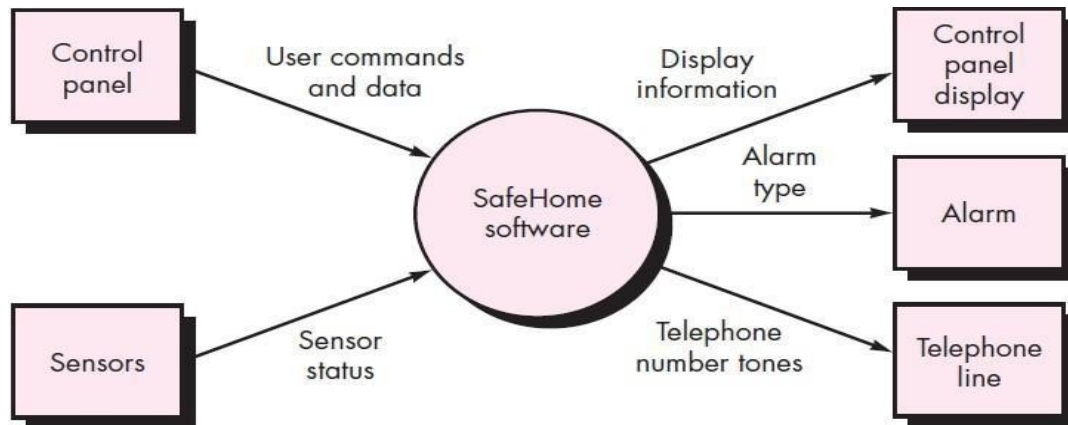 Control
panel
User commands
and data
Display
information
Control
panel
display
Alarm
type
SafeHome
software
Alarm
Sensors
Sensor
status
Telephone
number tones
Telephone
line